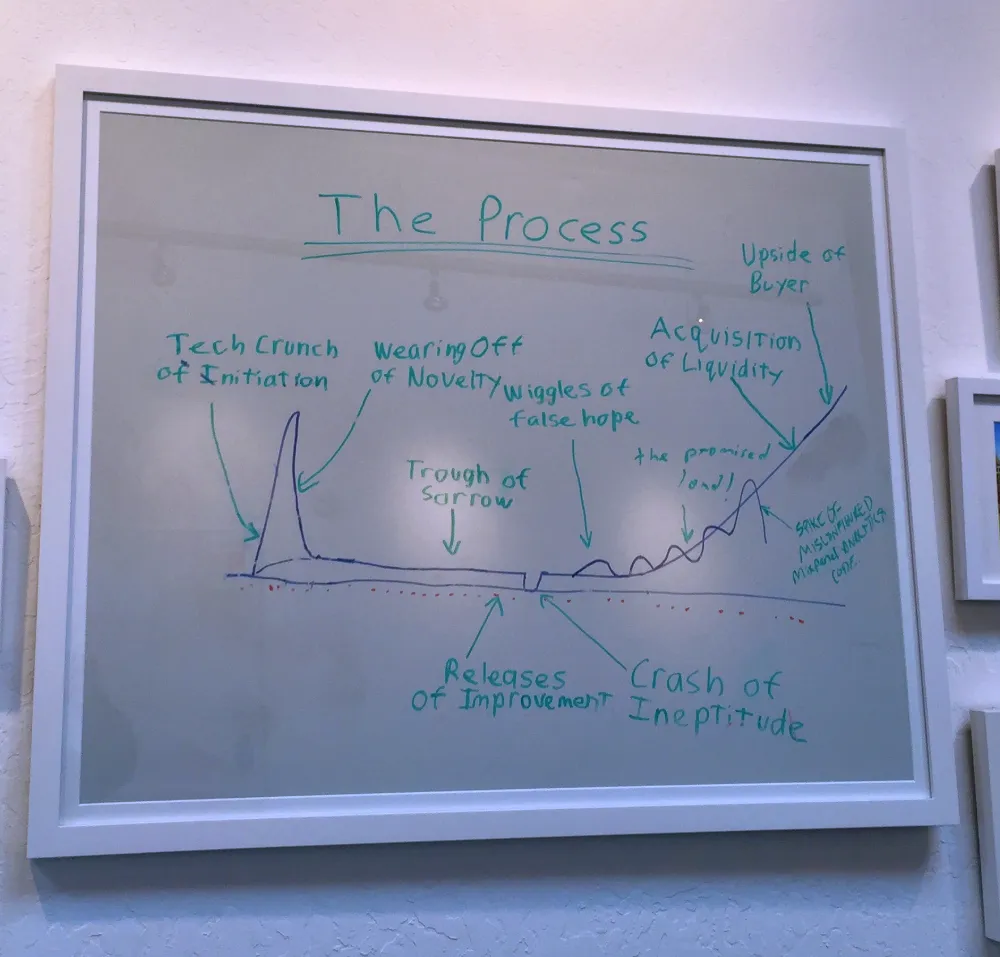 The Process
Upside of
Buyer
Tech Crunch
of Initiation
Wearing Off
of Novelty
Wiggles of
false hope
Acquisition
of Liquidity
the promised
land!
Trough of
Sorrow
SPIKE OF
MISCONFIGURED
Mixpanel ANALYTICS
CODE.
Releases
of Improvement
Crash of
Ineptitude